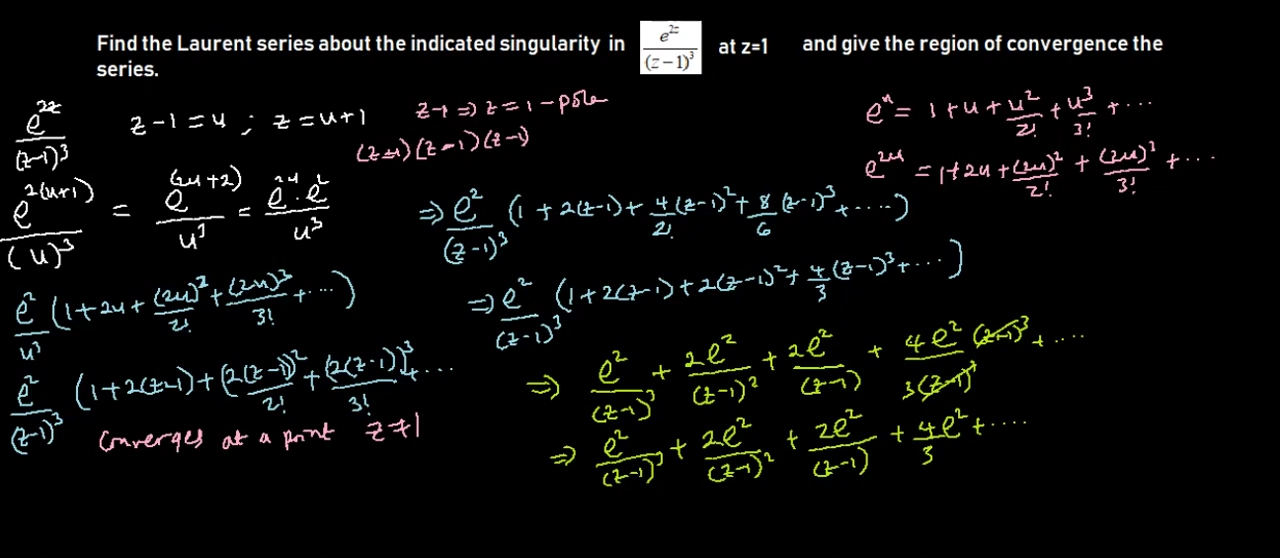 Find the Laurent series about the indicated singularity in e^{2z}/(z-1)^3 at z=1 and give the region of convergence the
series.
e^{2z}/(z-1)^3 z-1=u ; z=u+1
z-1 => z=1 - pole
(z-1)(z-1)(z-1)
e^{2(u+1)}/(u)^3 = e^{(2u+2)}/u^3 = e^{2u}·e^2/u^3
e^2/u^3 (1+2u+(2u)^2/2!+(2u)^3/3!+....)
e^2/(z-1)^3 (1+2(z-1)+(2(z-1))^2/2!+(2(z-1))^3/3!+....
Converges at a point z≠1
e^u = 1+u+u^2/2!+u^3/3!+...
e^{2u} = 1+2u+(2u)^2/2!+(2u)^3/3!+...
=> e^2/(z-1)^3 (1+2(z-1)+4/2!(z-1)^2+8/6(z-1)^3+.....)
=> e^2/(z-1)^3 (1+2(z-1)+2(z-1)^2+4/3(z-1)^3+....)
=> e^2/(z-1)^3 + 2e^2/(z-1)^2 + 2e^2/(z-1) + 4e^2(z-1)^3/3(z-1)^3 + ....
=> e^2/(z-1)^3 + 2e^2/(z-1)^2 + 2e^2/(z-1) + 4e^2/3 + ....